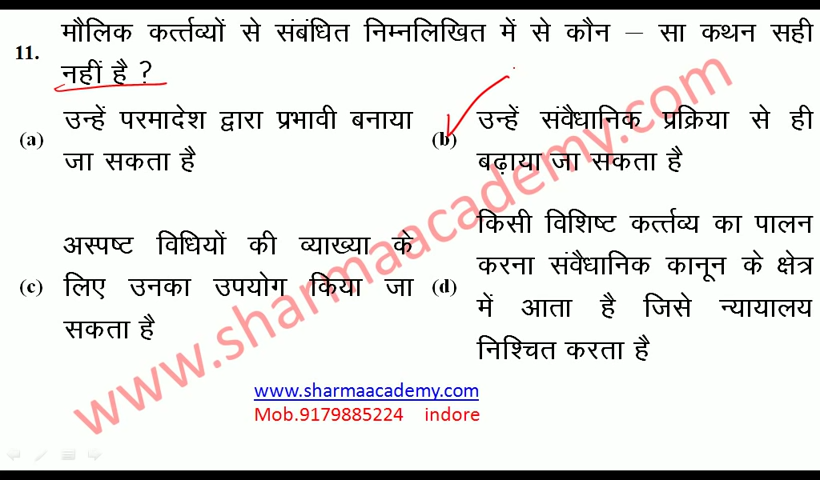 11. मौलिक कर्त्तव्यों से संबंधित निम्नलिखित में से कौन – सा कथन सही
नहीं है ?
(a) उन्हें परमादेश द्वारा प्रभावी बनाया
जा सकता है
(b) उन्हें संवैधानिक प्रक्रिया से ही
बढ़ाया जा सकता है
(c) अस्पष्ट विधियों की व्याख्या के
लिए उनका उपयोग किया जा
सकता है
(d) किसी विशिष्ट कर्त्तव्य का पालन
करना संवैधानिक कानून के क्षेत्र
में आता है जिसे न्यायालय
निश्चित करता है
www.sharmaacademy.com
www.sharmaacademy.com
Mob.9179885224 indore